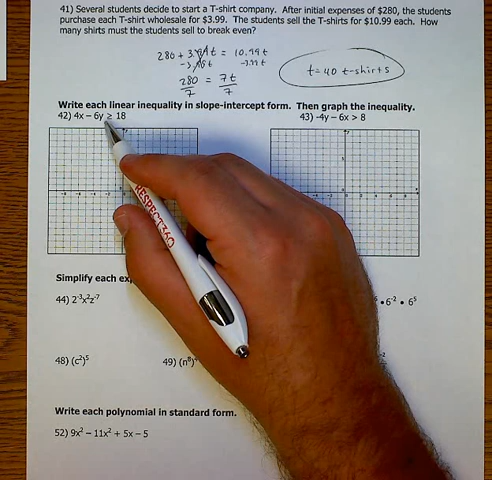 41) Several students decide to start a T-shirt company. After initial expenses of $280, the students
purchase each T-shirt wholesale for $3.99. The students sell the T-shirts for $10.99 each. How
many shirts must the students sell to break even?
280 + 3.99t = 10.99t
-3.99t -3.99t
280 = 7t
7 7
t = 40 t-shirts
Write each linear inequality in slope-intercept form. Then graph the inequality.
42) 4x – 6y ≥ 18
43) -4y – 6x > 8
RESPECT360
Simplify each
44) 2⁻³x²z⁻⁷
• 6⁻² • 6⁵
48) (c²)⁵
49) (n⁸)
Write each polynomial in standard form.
52) 9x² – 11x² + 5x – 5